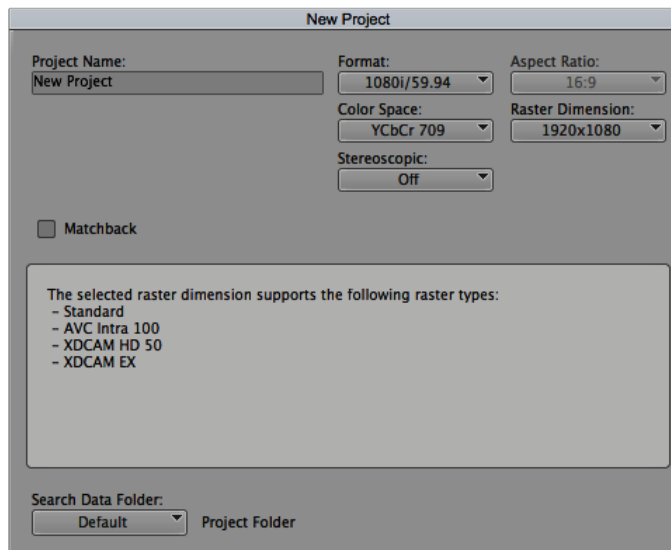 New Project
Project Name:
New Project
Format:
1080i/59.94
Aspect Ratio:
16:9
Color Space:
YCbCr 709
Raster Dimension:
1920x1080
Stereoscopic:
Off
Matchback
The selected raster dimension supports the following raster types:
– Standard
– AVC Intra 100
– XDCAM HD 50
– XDCAM EX
Search Data Folder:
Default
Project Folder